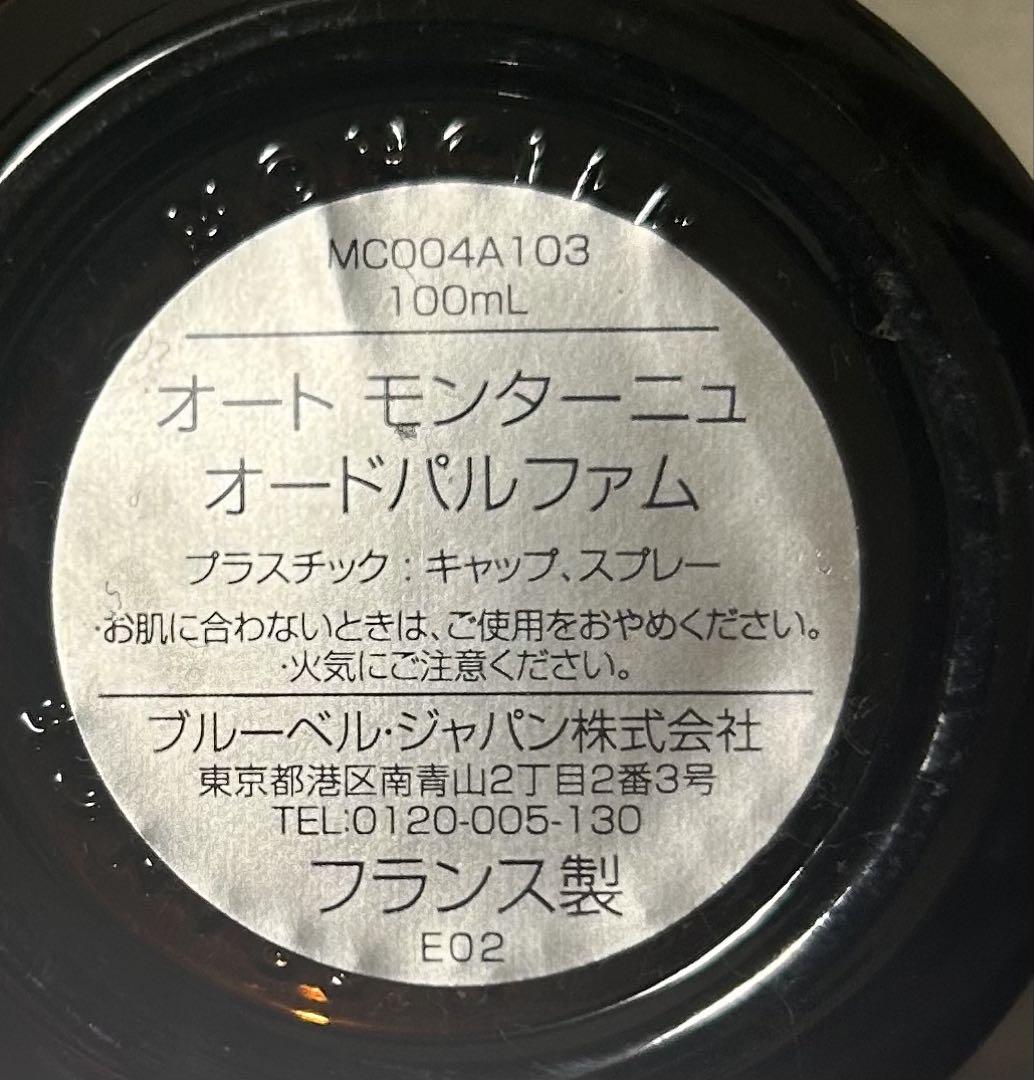 MC004A103
100mL
オート モンターニュ
オードパルファム
プラスチック : キャップ、スプレー
·お肌に合わないときは、ご使用をおやめください。
·火気にご注意ください。
ブルーベル·ジャパン株式会社
東京都港区南青山2丁目2番3号
TEL:0120-005-130
フランス製
E02